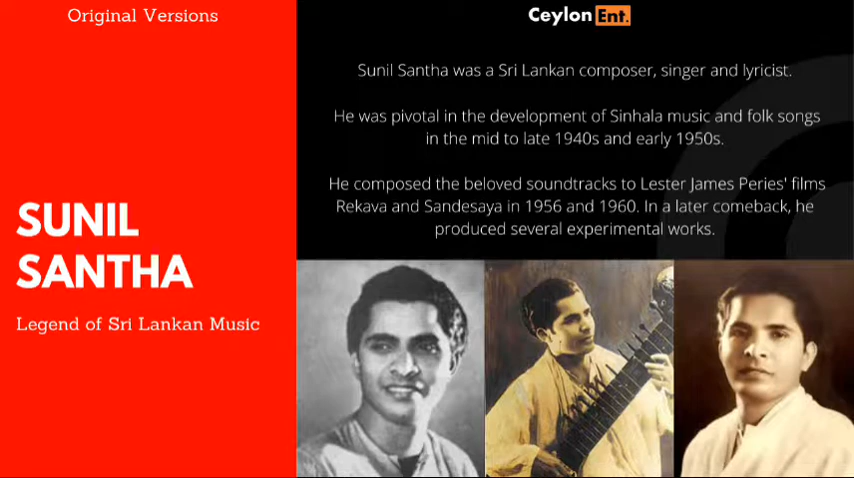 Original Versions
SUNIL
SANTHA
Legend of Sri Lankan Music
Ceylon Ent.
Sunil Santha was a Sri Lankan composer, singer and lyricist.
He was pivotal in the development of Sinhala music and folk songs
in the mid to late 1940s and early 1950s.
He composed the beloved soundtracks to Lester James Peries' films
Rekava and Sandesaya in 1956 and 1960. In a later comeback, he
produced several experimental works.